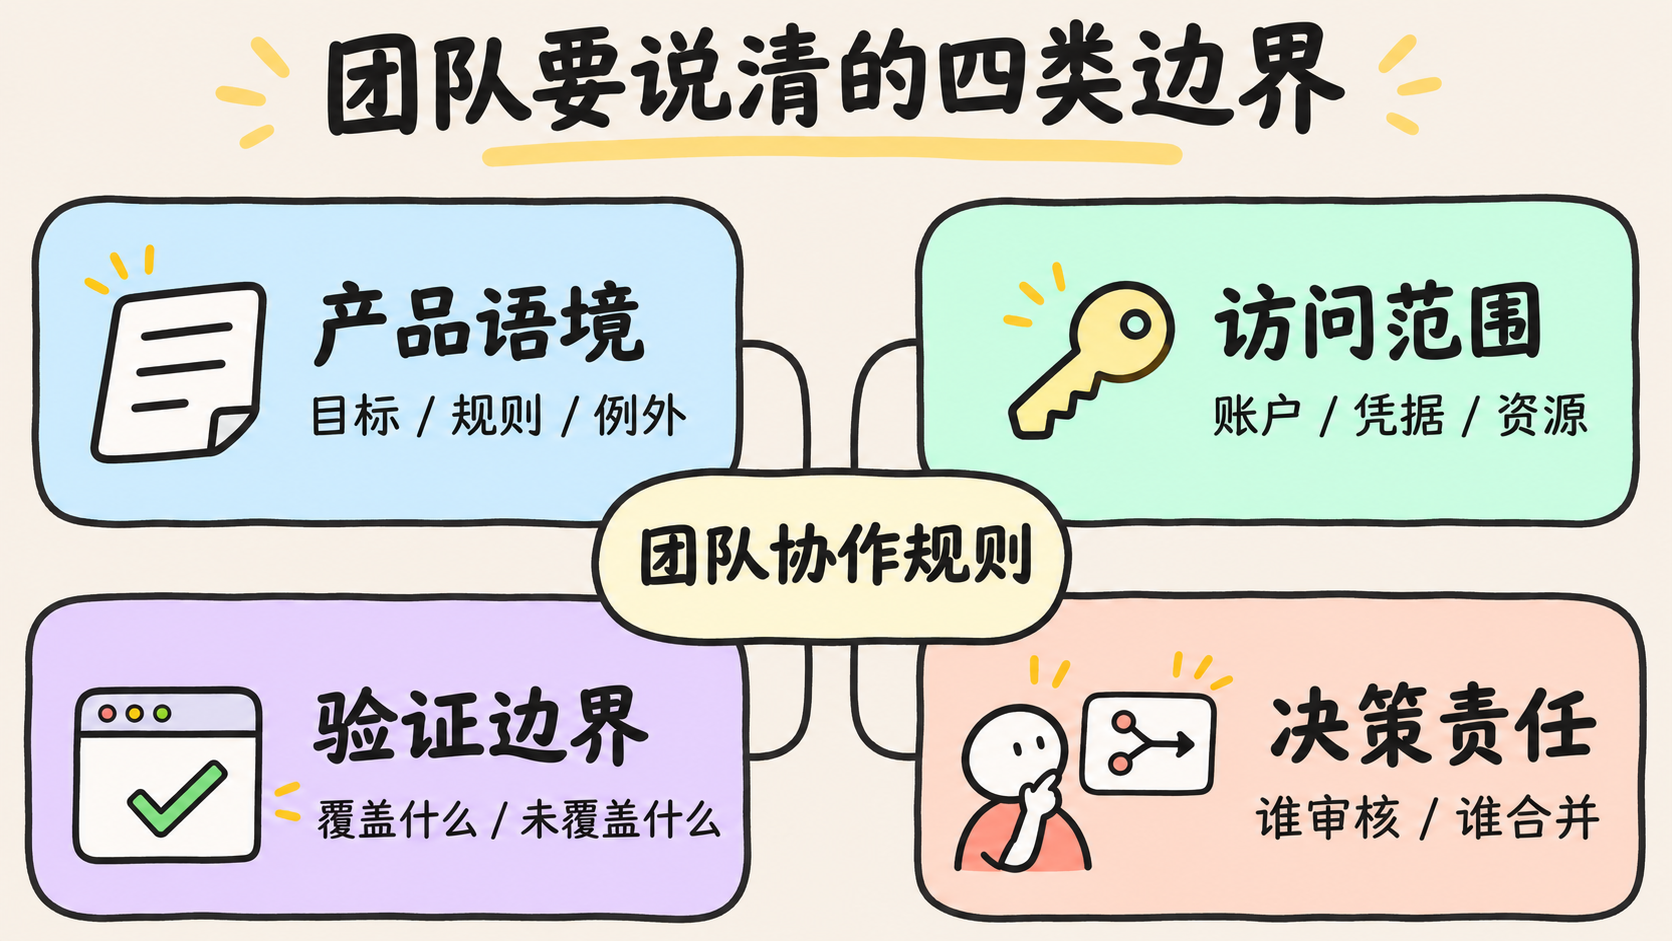 团队要说清的四类边界
产品语境
目标 / 规则 / 例外
访问范围
账户 / 凭据 / 资源
团队协作规则
验证边界
覆盖什么 / 未覆盖什么
决策责任
谁审核 / 谁合并